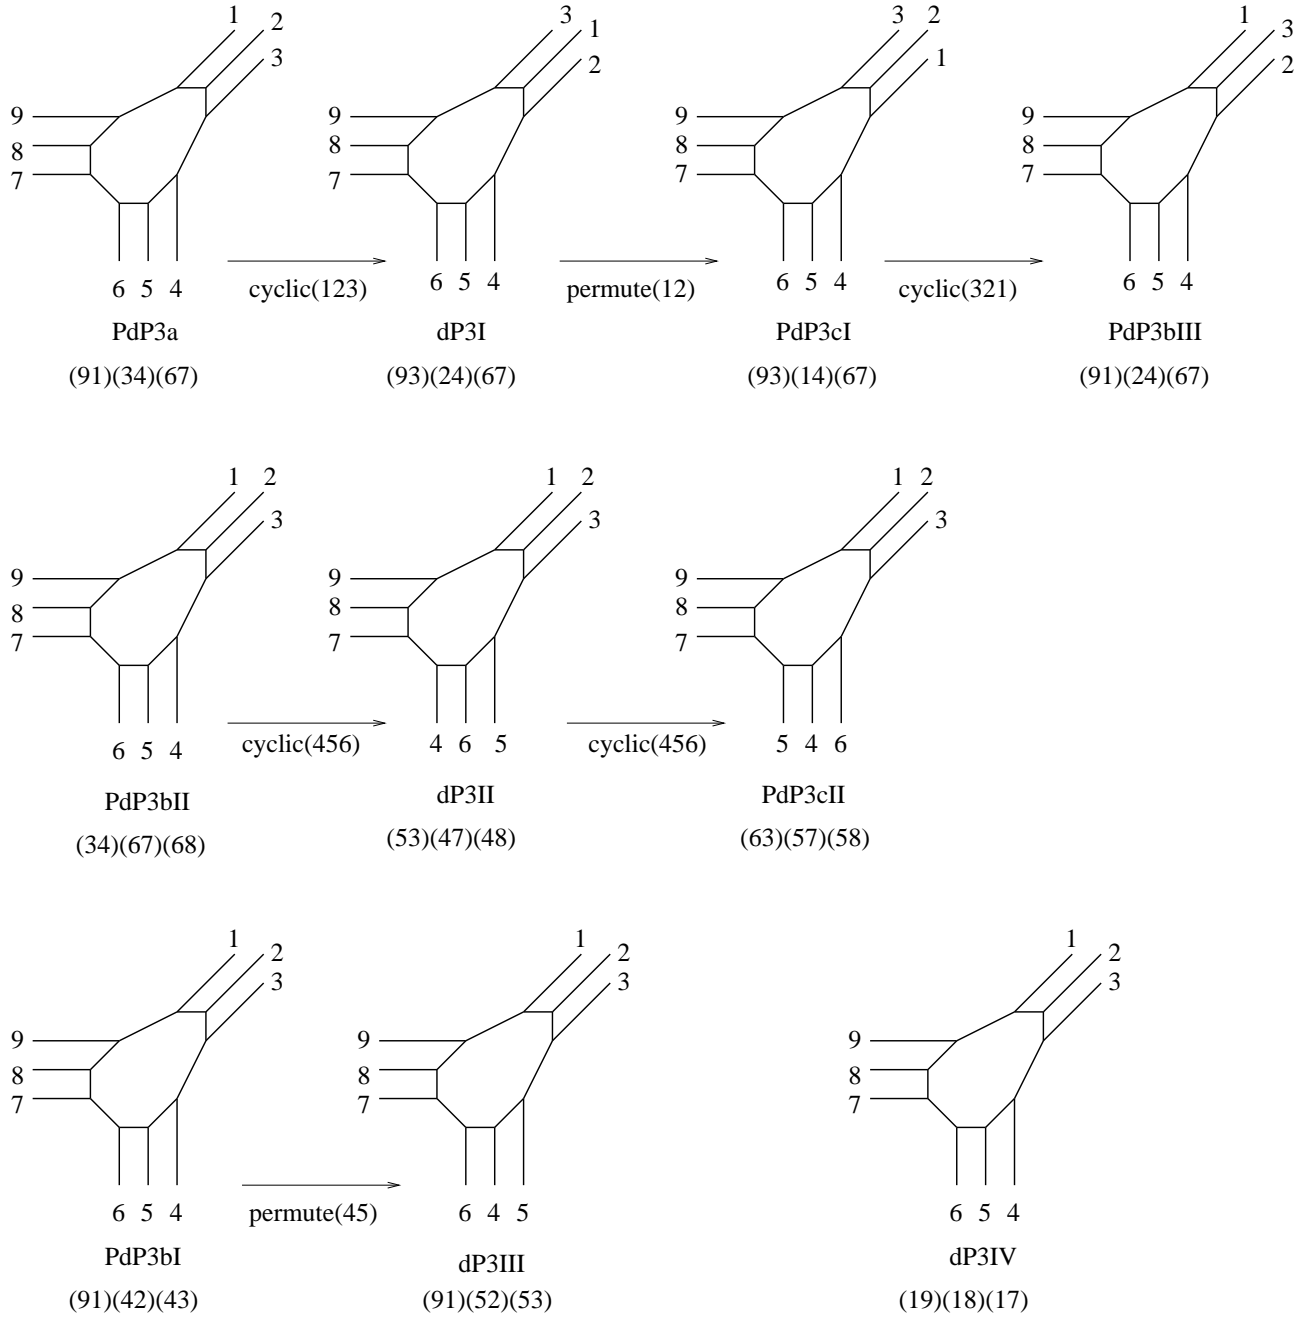 1 2 3 1 3 2 3
3 1 2 1 2
9 9 9 9
8 8 8 8
7 7 7 7
6 5 4 6 5 4 6 5 4 6 5 4
cyclic(123) permute(12) cyclic(321)
PdP3a dP3I PdP3cI PdP3bIII
(91)(34)(67) (93)(24)(67) (93)(14)(67) (91)(24)(67)
1 2 1 2 1 2
3 3 3
9 9 9
8 8 8
7 7 7
6 5 4 4 6 5 5 4 6
cyclic(456) cyclic(456)
PdP3bII dP3II PdP3cII
(34)(67)(68) (53)(47)(48) (63)(57)(58)
1 2 1 2 1 2
3 3 3
9 9 9
8 8 8
7 7 7
6 5 4 6 4 5 6 5 4
permute(45)
PdP3bI dP3III dP3IV
(91)(42)(43) (91)(52)(53) (19)(18)(17)